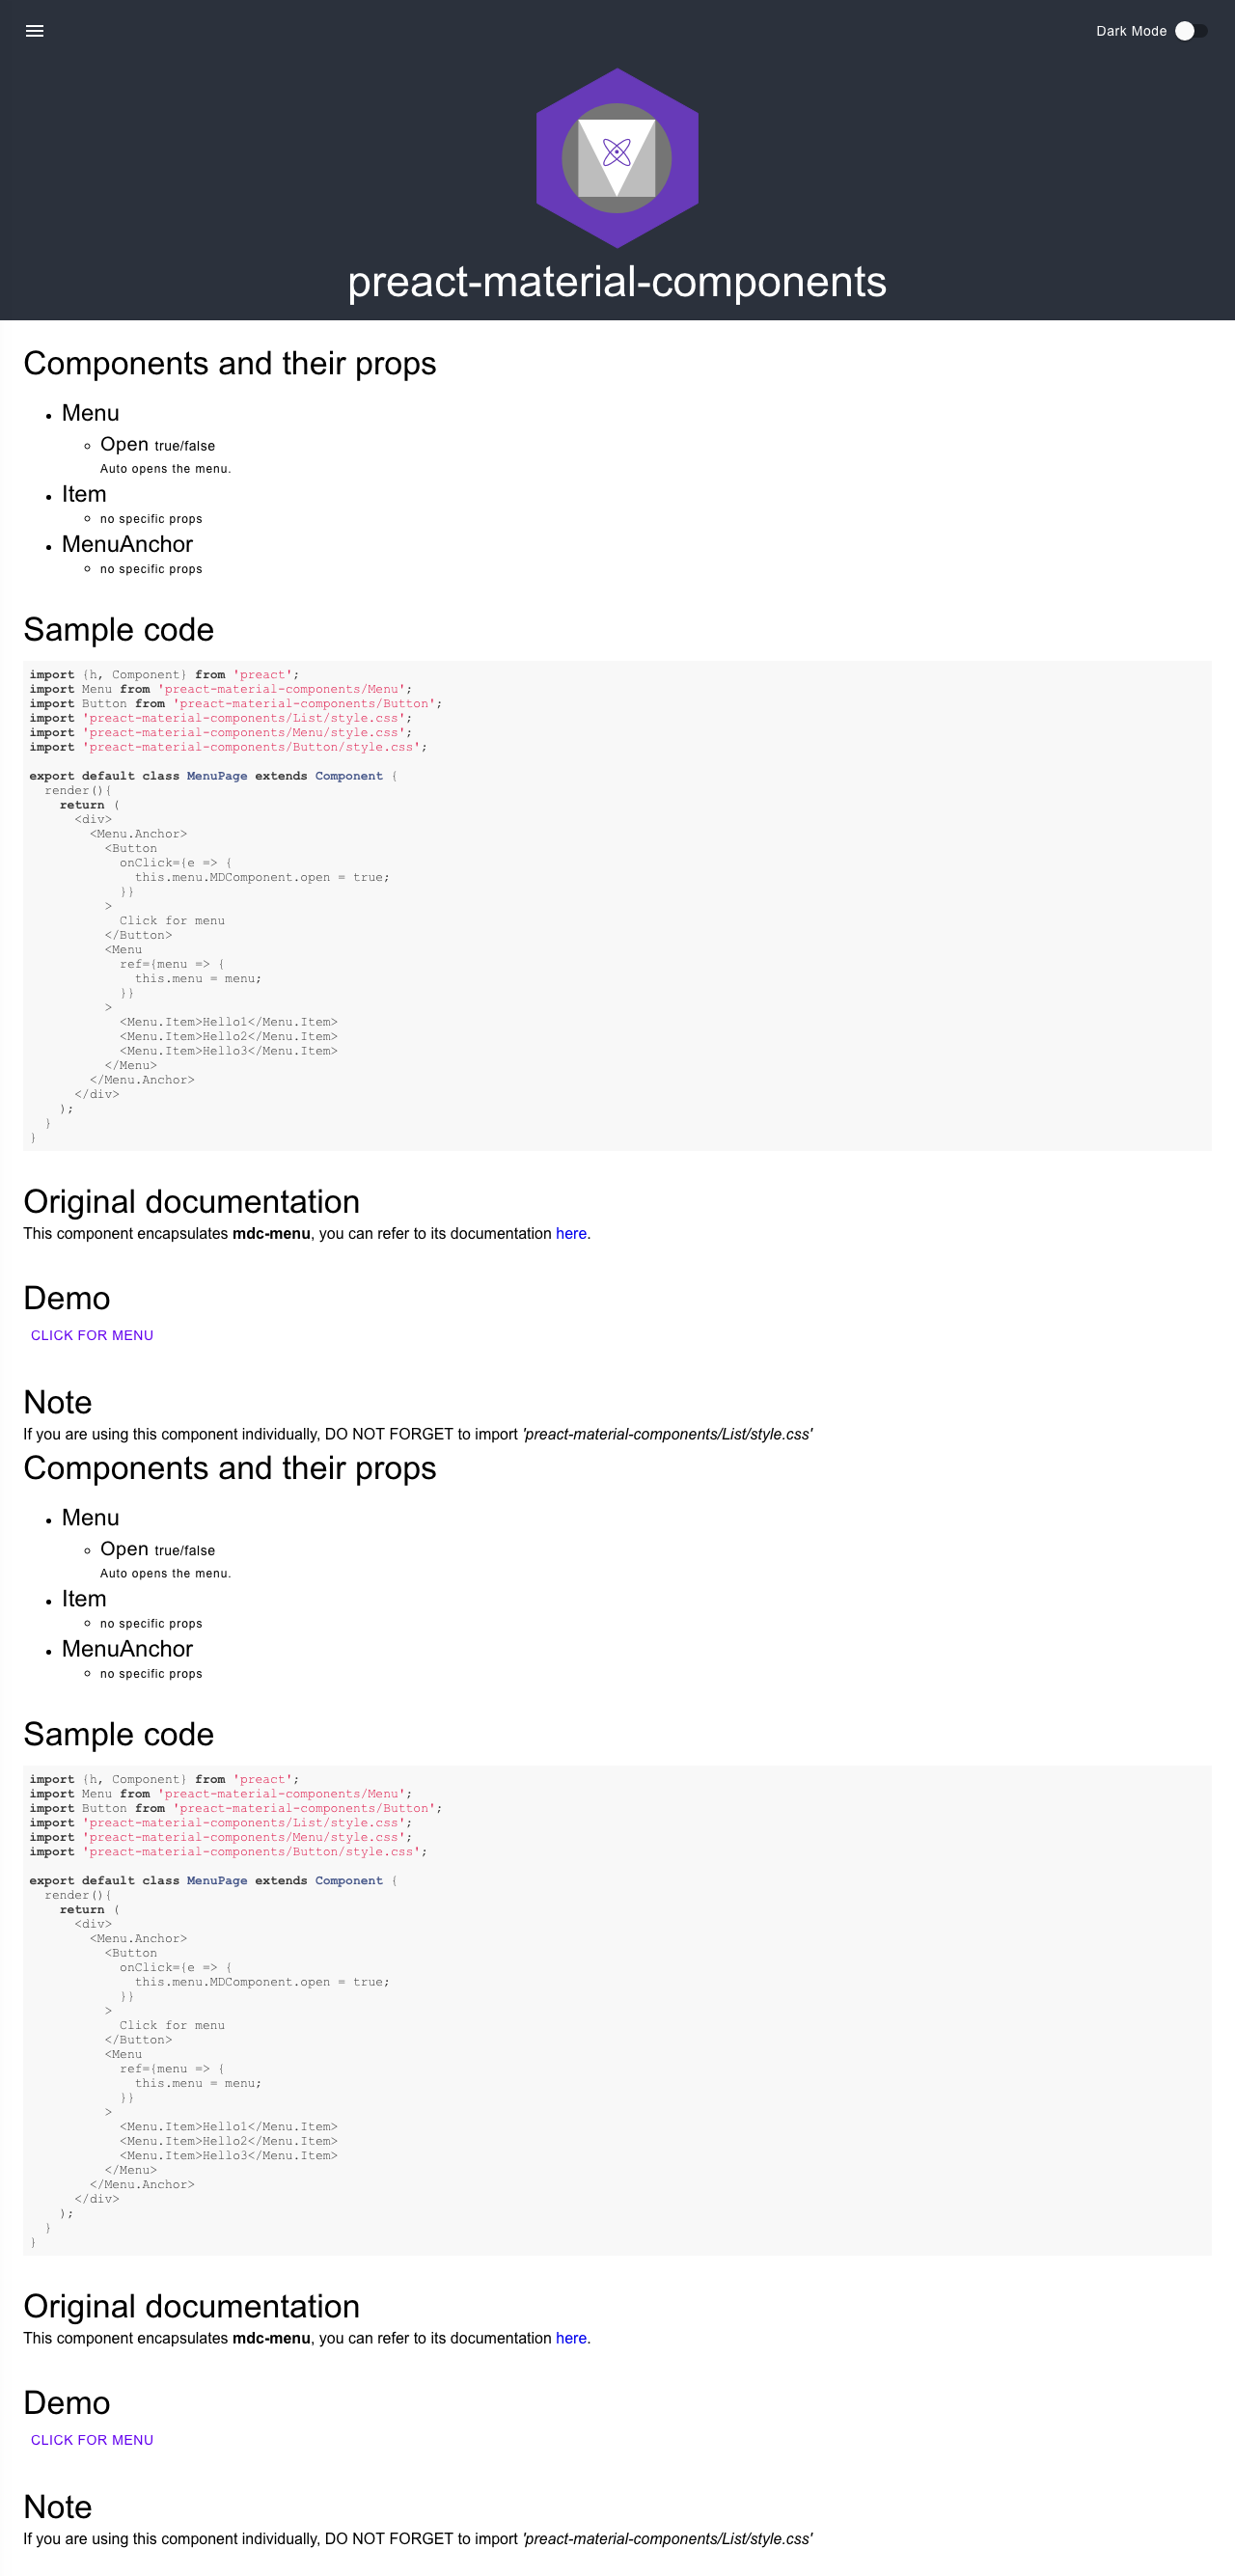 Dark Mode
preact-material-components
Components and their props
• Menu
◦ Open true/false
Auto opens the menu.
• Item
◦ no specific props
• MenuAnchor
◦ no specific props
Sample code
import {h, Component} from 'preact';
import Menu from 'preact-material-components/Menu';
import Button from 'preact-material-components/Button';
import 'preact-material-components/List/style.css';
import 'preact-material-components/Menu/style.css';
import 'preact-material-components/Button/style.css';

export default class MenuPage extends Component {
  render(){
    return (
      <div>
        <Menu.Anchor>
          <Button
            onClick={e => {
              this.menu.MDComponent.open = true;
            }}
          >
            Click for menu
          </Button>
          <Menu
            ref={menu => {
              this.menu = menu;
            }}
          >
            <Menu.Item>Hello1</Menu.Item>
            <Menu.Item>Hello2</Menu.Item>
            <Menu.Item>Hello3</Menu.Item>
          </Menu>
        </Menu.Anchor>
      </div>
    );
  }
}
Original documentation
This component encapsulates mdc-menu, you can refer to its documentation here.
Demo
CLICK FOR MENU
Note
If you are using this component individually, DO NOT FORGET to import 'preact-material-components/List/style.css'
Components and their props
• Menu
◦ Open true/false
Auto opens the menu.
• Item
◦ no specific props
• MenuAnchor
◦ no specific props
Sample code
import {h, Component} from 'preact';
import Menu from 'preact-material-components/Menu';
import Button from 'preact-material-components/Button';
import 'preact-material-components/List/style.css';
import 'preact-material-components/Menu/style.css';
import 'preact-material-components/Button/style.css';

export default class MenuPage extends Component {
  render(){
    return (
      <div>
        <Menu.Anchor>
          <Button
            onClick={e => {
              this.menu.MDComponent.open = true;
            }}
          >
            Click for menu
          </Button>
          <Menu
            ref={menu => {
              this.menu = menu;
            }}
          >
            <Menu.Item>Hello1</Menu.Item>
            <Menu.Item>Hello2</Menu.Item>
            <Menu.Item>Hello3</Menu.Item>
          </Menu>
        </Menu.Anchor>
      </div>
    );
  }
}
Original documentation
This component encapsulates mdc-menu, you can refer to its documentation here.
Demo
CLICK FOR MENU
Note
If you are using this component individually, DO NOT FORGET to import 'preact-material-components/List/style.css'